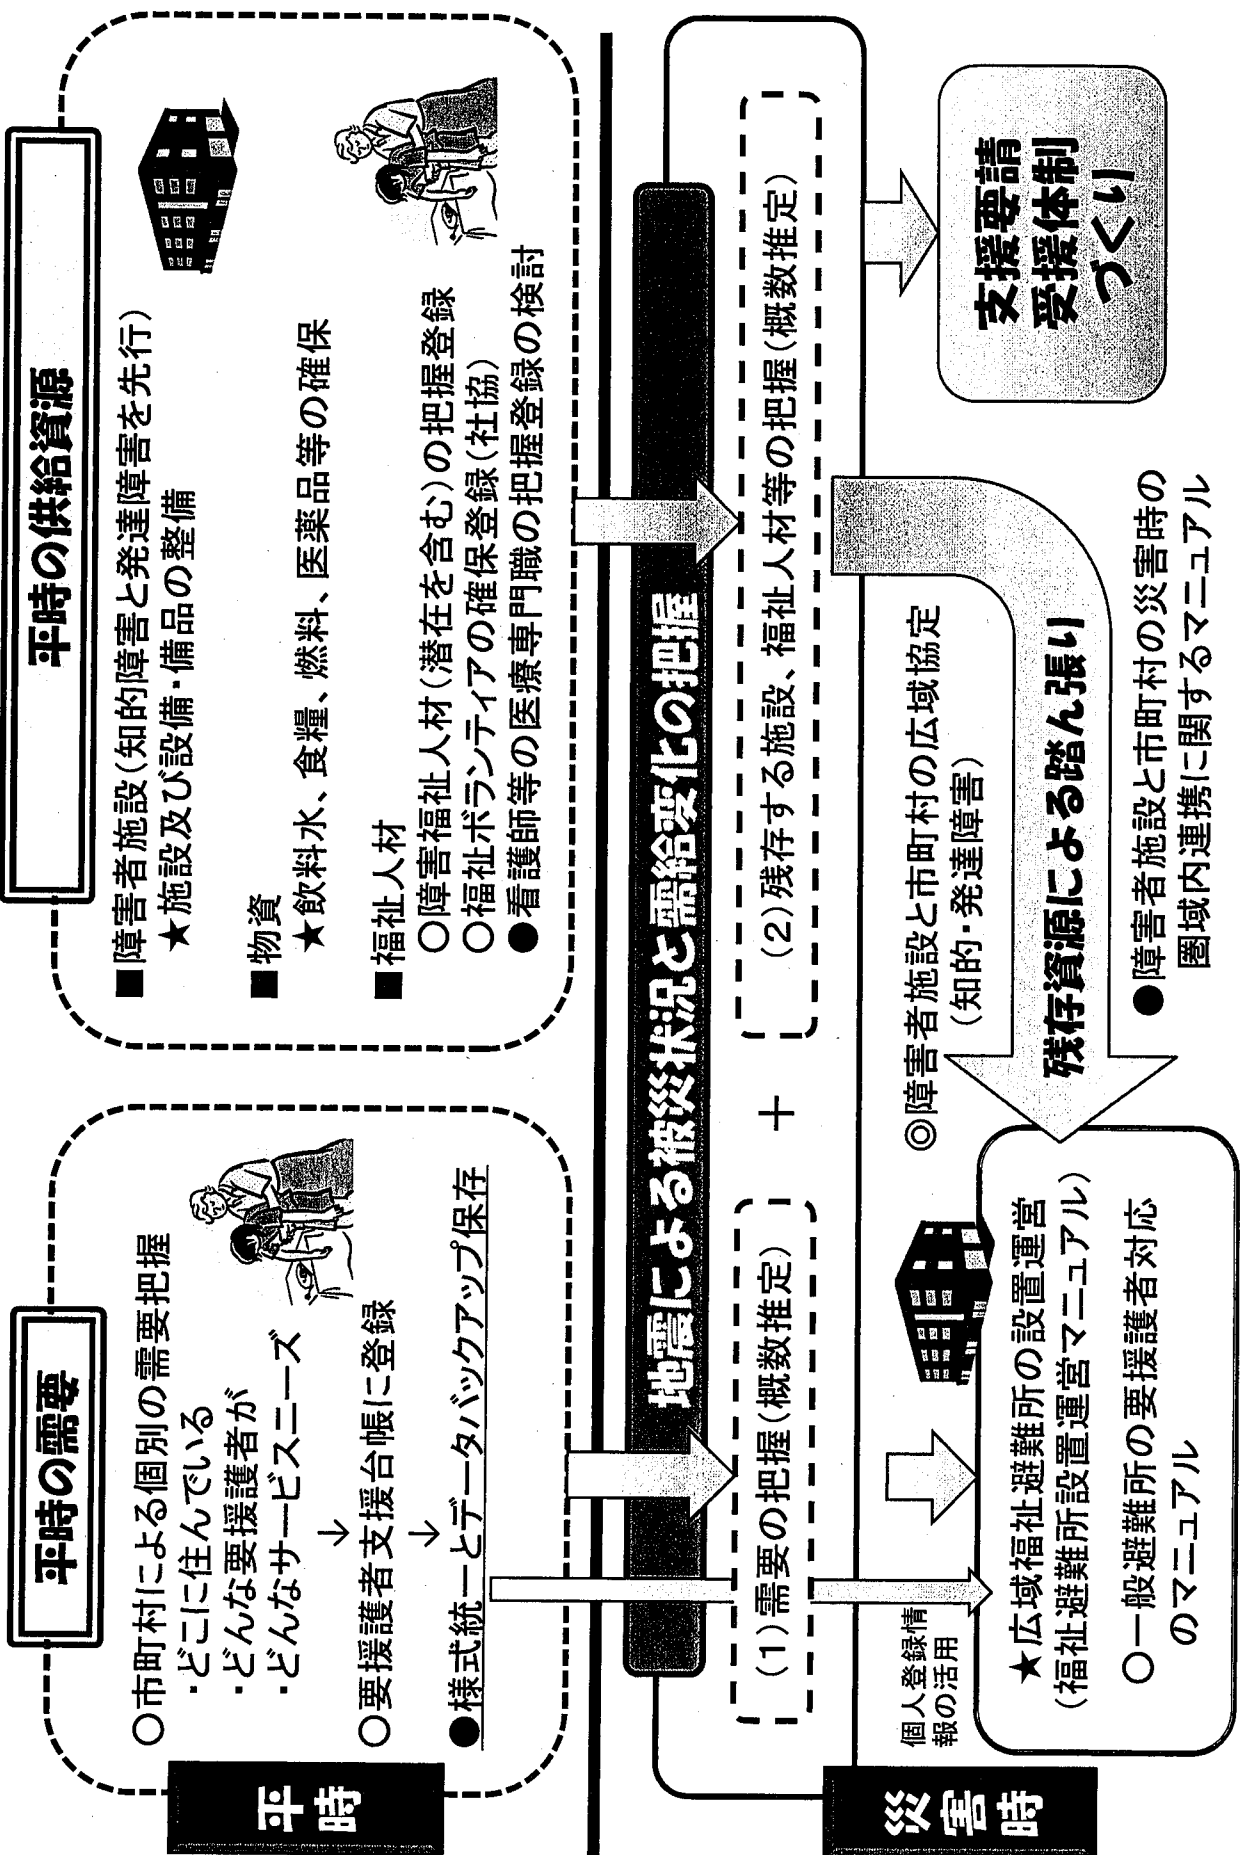 平時
平時の需要
○市町村による個別の需要把握
・どこに住んでいる
・どんな要援護者が
・どんなサービスニーズ
↓
○要援護者支援台帳に登録
↓
●様式統一とデータバックアップ保存
平時の供給資源
■障害者施設(知的障害と発達障害を先行)
★施設及び設備・備品の整備
■物資
★飲料水、食糧、燃料、医薬品等の確保
■福祉人材
○障害福祉人材(潜在を含む)の把握登録
○福祉ボランティアの確保登録(社協)
●看護師等の医療専門職の把握登録の検討
災害時
地震による被災状況と需給変化の把握
(1)需要の把握(概数推定)
+
(2)残存する施設、福祉人材等の把握(概数推定)
個人登録情
報の活用
◎障害者施設と市町村の広域協定
(知的・発達障害)
支援要請
受援体制
づくり
残存資源による踏ん張り
★広域福祉避難所の設置運営
(福祉避難所設置運営マニュアル)
○一般避難所の要援護者対応
のマニュアル
●障害者施設と市町村の災害時の
圏域内連携に関するマニュアル